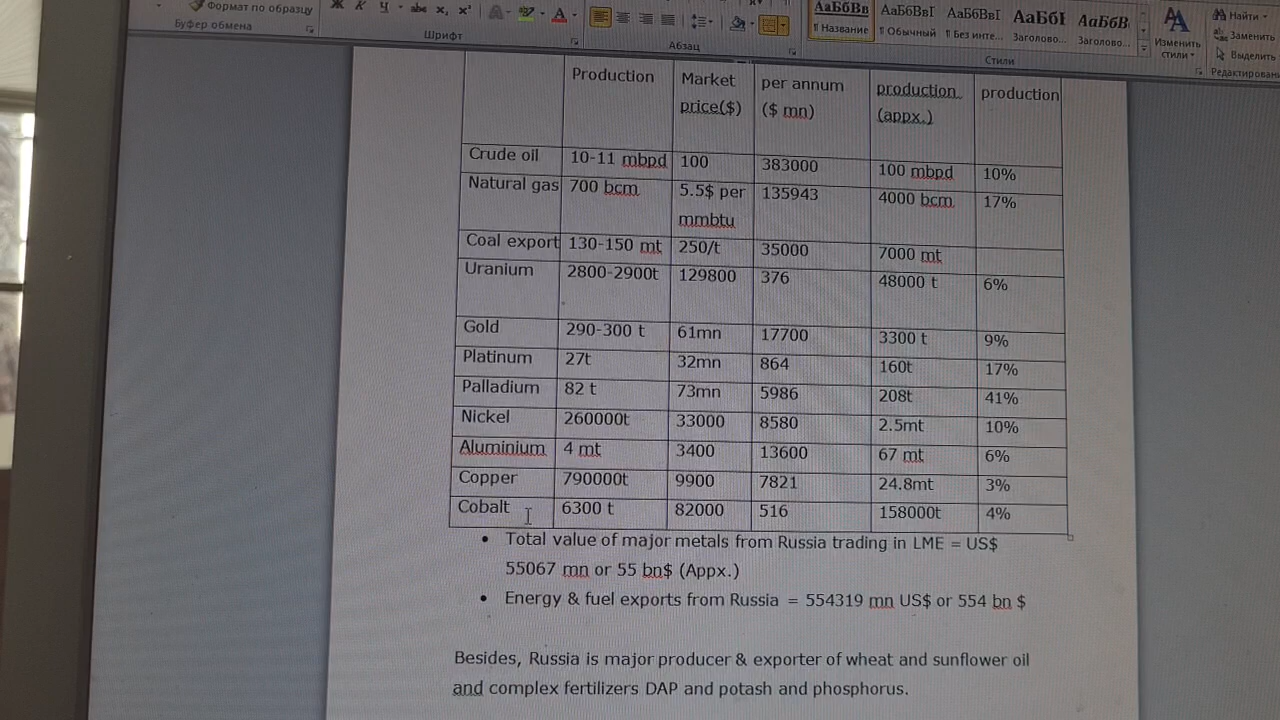 Формат по образцу
Буфер обмена
Ж К Ч abc x, x²
Шрифт
Абзац
АаБбВв АаБбВвГ АаБбВвГ АаБбІ АаБбВ
¶ Название ¶ Обычный ¶ Без инте... Заголово... Заголово...
Стили
Изменить стили
Найти
Заменить
Выделить
Редактирован
Production Market price($) per annum ($ mn) production (appx.) production
Crude oil 10-11 mbpd 100 383000 100 mbpd 10%
Natural gas 700 bcm 5.5$ per mmbtu 135943 4000 bcm 17%
Coal export 130-150 mt 250/t 35000 7000 mt
Uranium 2800-2900t 129800 376 48000 t 6%
Gold 290-300 t 61mn 17700 3300 t 9%
Platinum 27t 32mn 864 160t 17%
Palladium 82 t 73mn 5986 208t 41%
Nickel 260000t 33000 8580 2.5mt 10%
Aluminium 4 mt 3400 13600 67 mt 6%
Copper 790000t 9900 7821 24.8mt 3%
Cobalt 6300 t 82000 516 158000t 4%
• Total value of major metals from Russia trading in LME = US$
55067 mn or 55 bn$ (Appx.)
• Energy & fuel exports from Russia = 554319 mn US$ or 554 bn $
Besides, Russia is major producer & exporter of wheat and sunflower oil
and complex fertilizers DAP and potash and phosphorus.